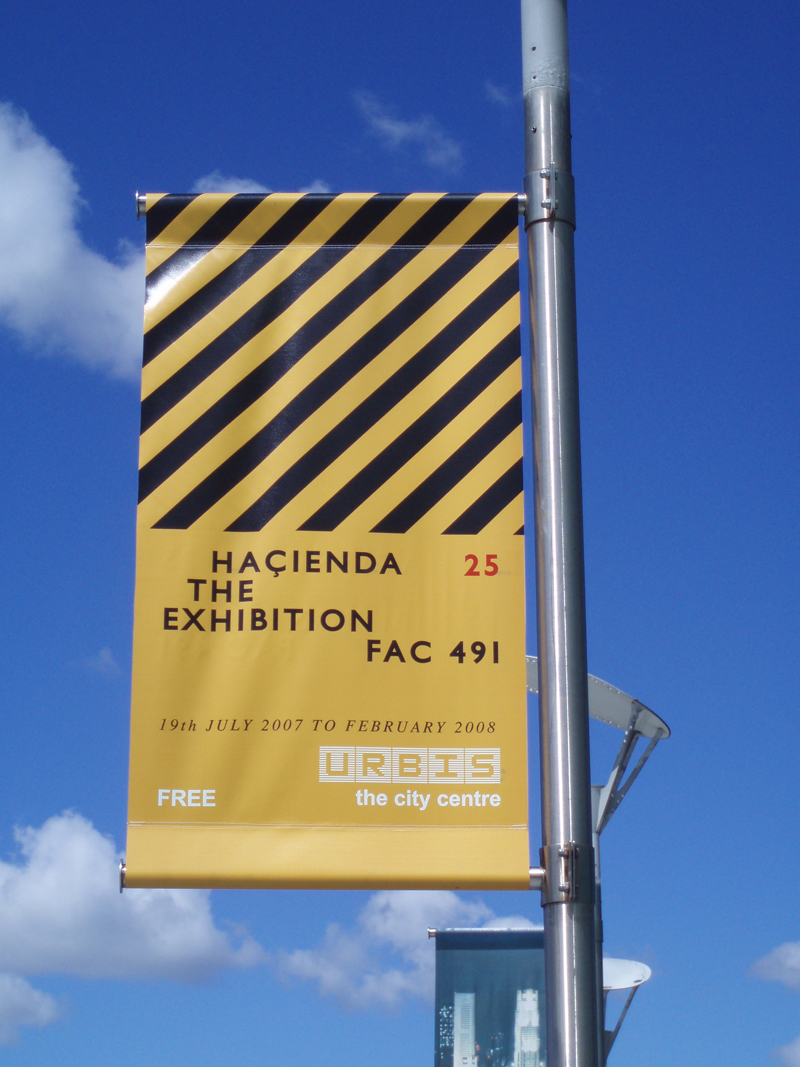 HAÇIENDA 25
THE
EXHIBITION
FAC 491
19th JULY 2007 TO FEBRUARY 2008
URBIS
FREE the city centre